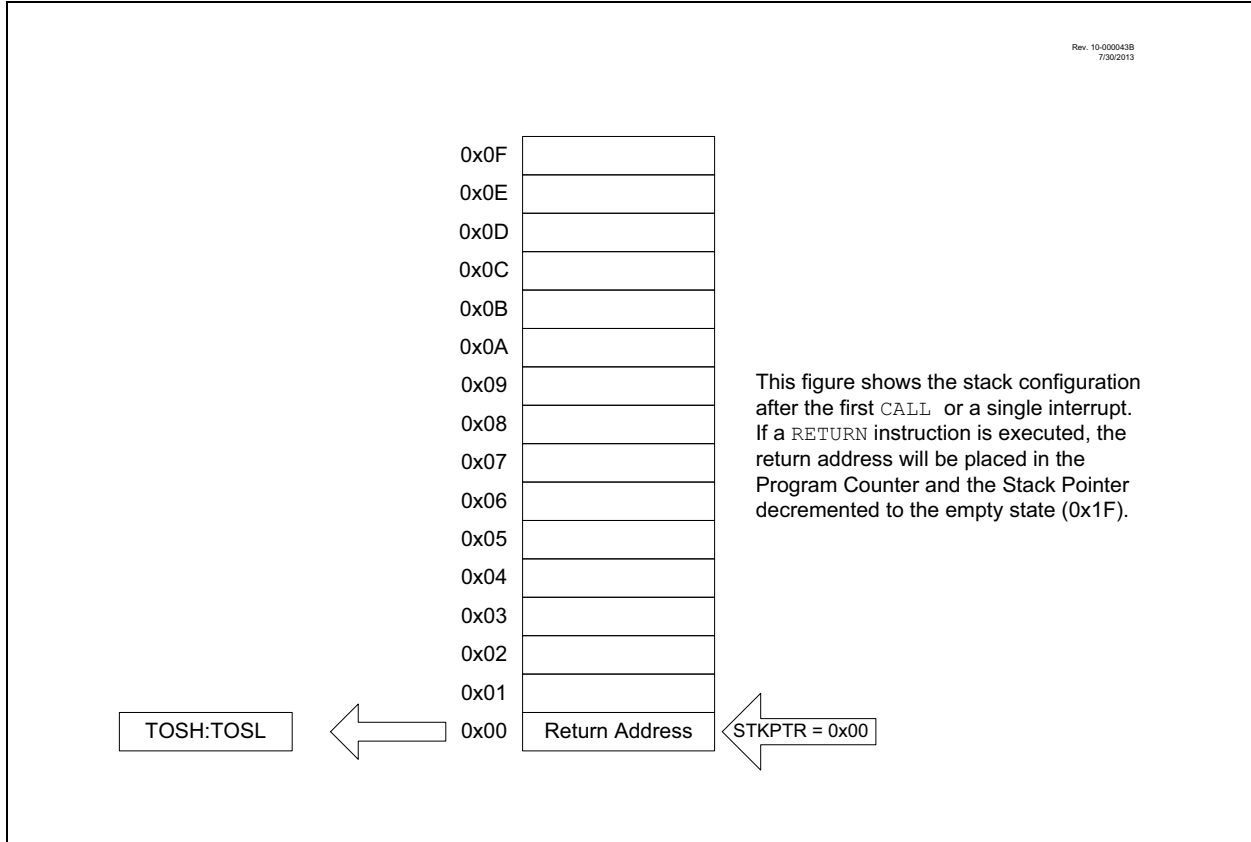 Rev. 10-000043B
7/30/2013
0x0F
0x0E
0x0D
0x0C
0x0B
0x0A
0x09
0x08
0x07
0x06
0x05
0x04
0x03
0x02
0x01
This figure shows the stack configuration
after the first CALL or a single interrupt.
If a RETURN instruction is executed, the
return address will be placed in the
Program Counter and the Stack Pointer
decremented to the empty state (0x1F).
TOSH:TOSL
0x00
Return Address
STKPTR = 0x00